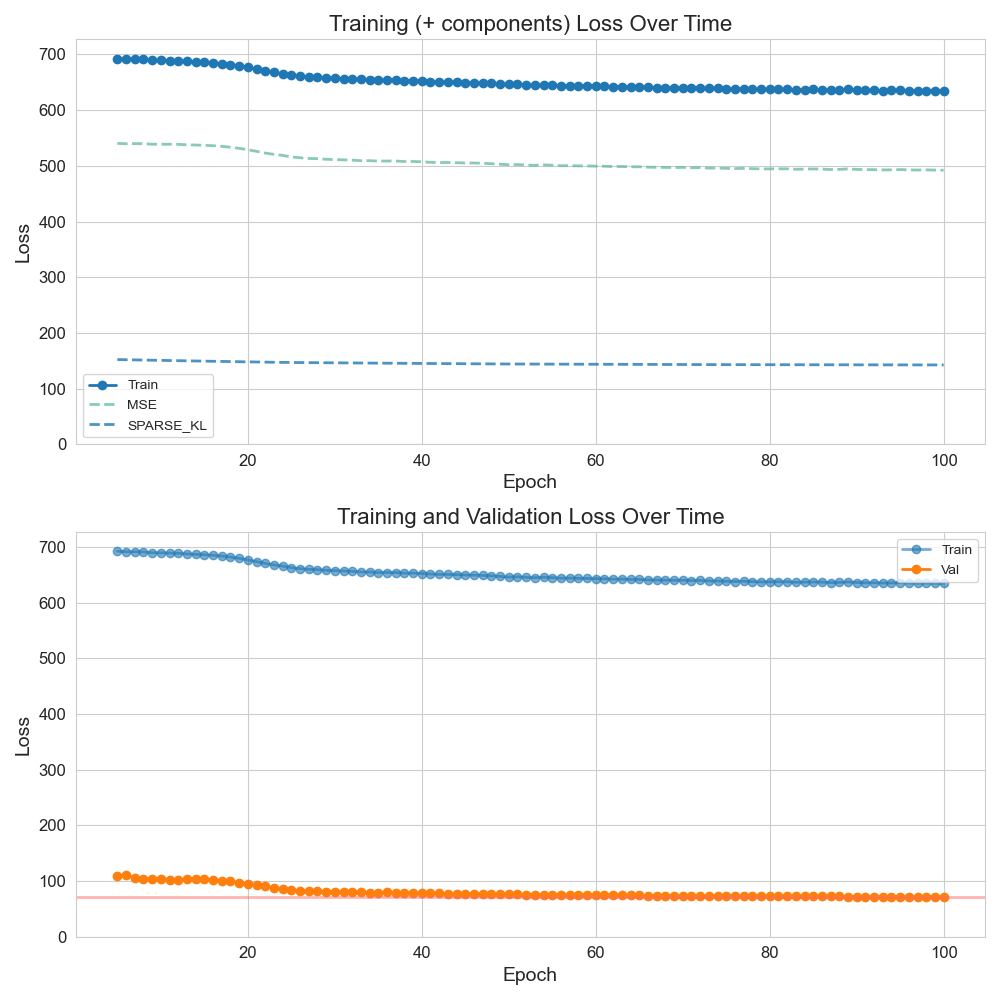 Training (+ components) Loss Over Time
700
600
500
400
300
200
100
0
Loss
Train
MSE
SPARSE_KL
20
40
60
80
100
Epoch
Training and Validation Loss Over Time
700
600
500
400
300
200
100
0
Loss
Train
Val
20
40
60
80
100
Epoch